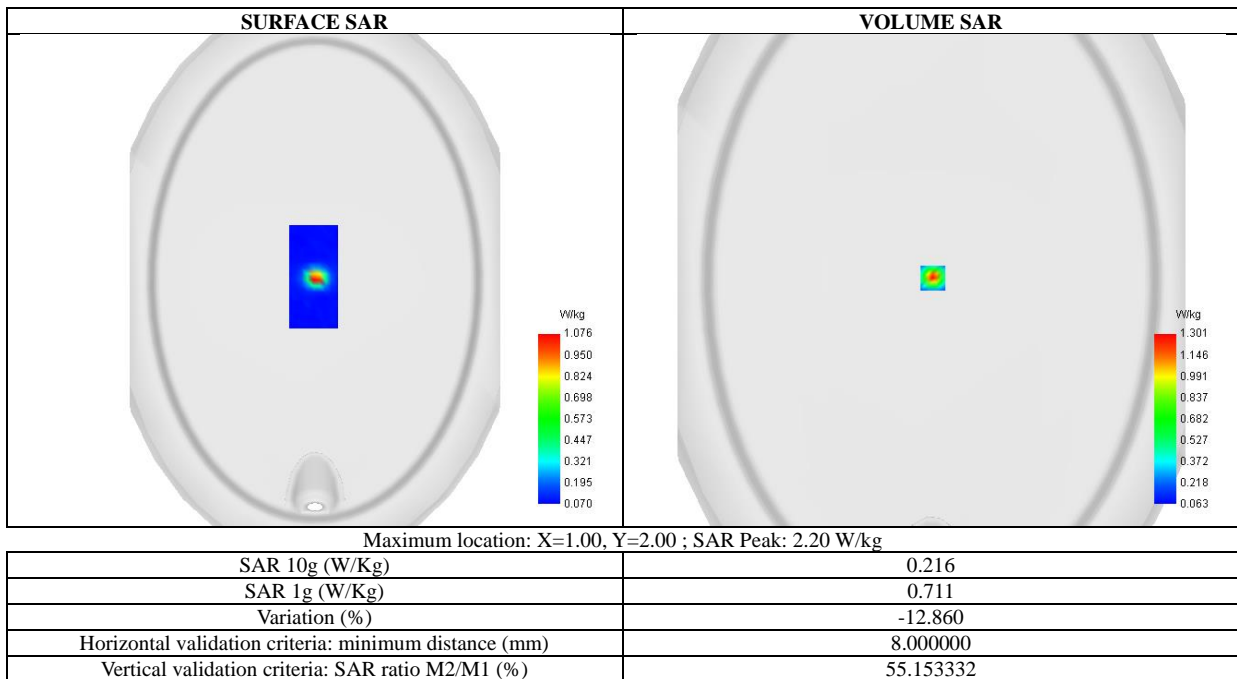 SURFACE SAR
VOLUME SAR
W/kg
1.076
0.950
0.824
0.698
0.573
0.447
0.321
0.195
0.070
W/kg
1.301
1.146
0.991
0.837
0.682
0.527
0.372
0.218
0.063
Maximum location: X=1.00, Y=2.00 ; SAR Peak: 2.20 W/kg
SAR 10g (W/Kg) 0.216
SAR 1g (W/Kg) 0.711
Variation (%) -12.860
Horizontal validation criteria: minimum distance (mm) 8.000000
Vertical validation criteria: SAR ratio M2/M1 (%) 55.153332